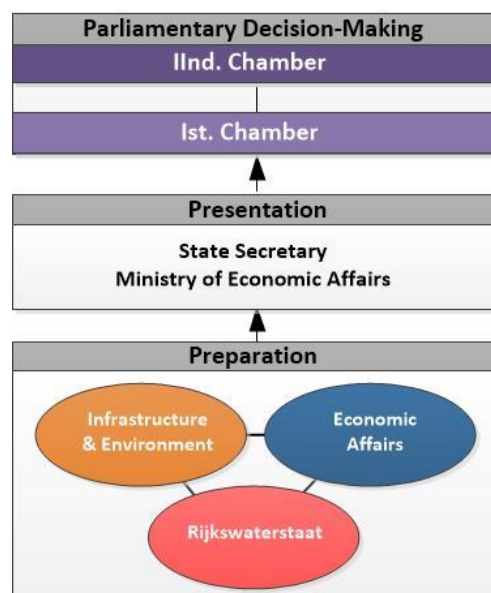 Parliamentary Decision-Making
IInd. Chamber
Ist. Chamber
Presentation
State Secretary
Ministry of Economic Affairs
Preparation
Infrastructure
& Environment
Economic
Affairs
Rijkswaterstaat